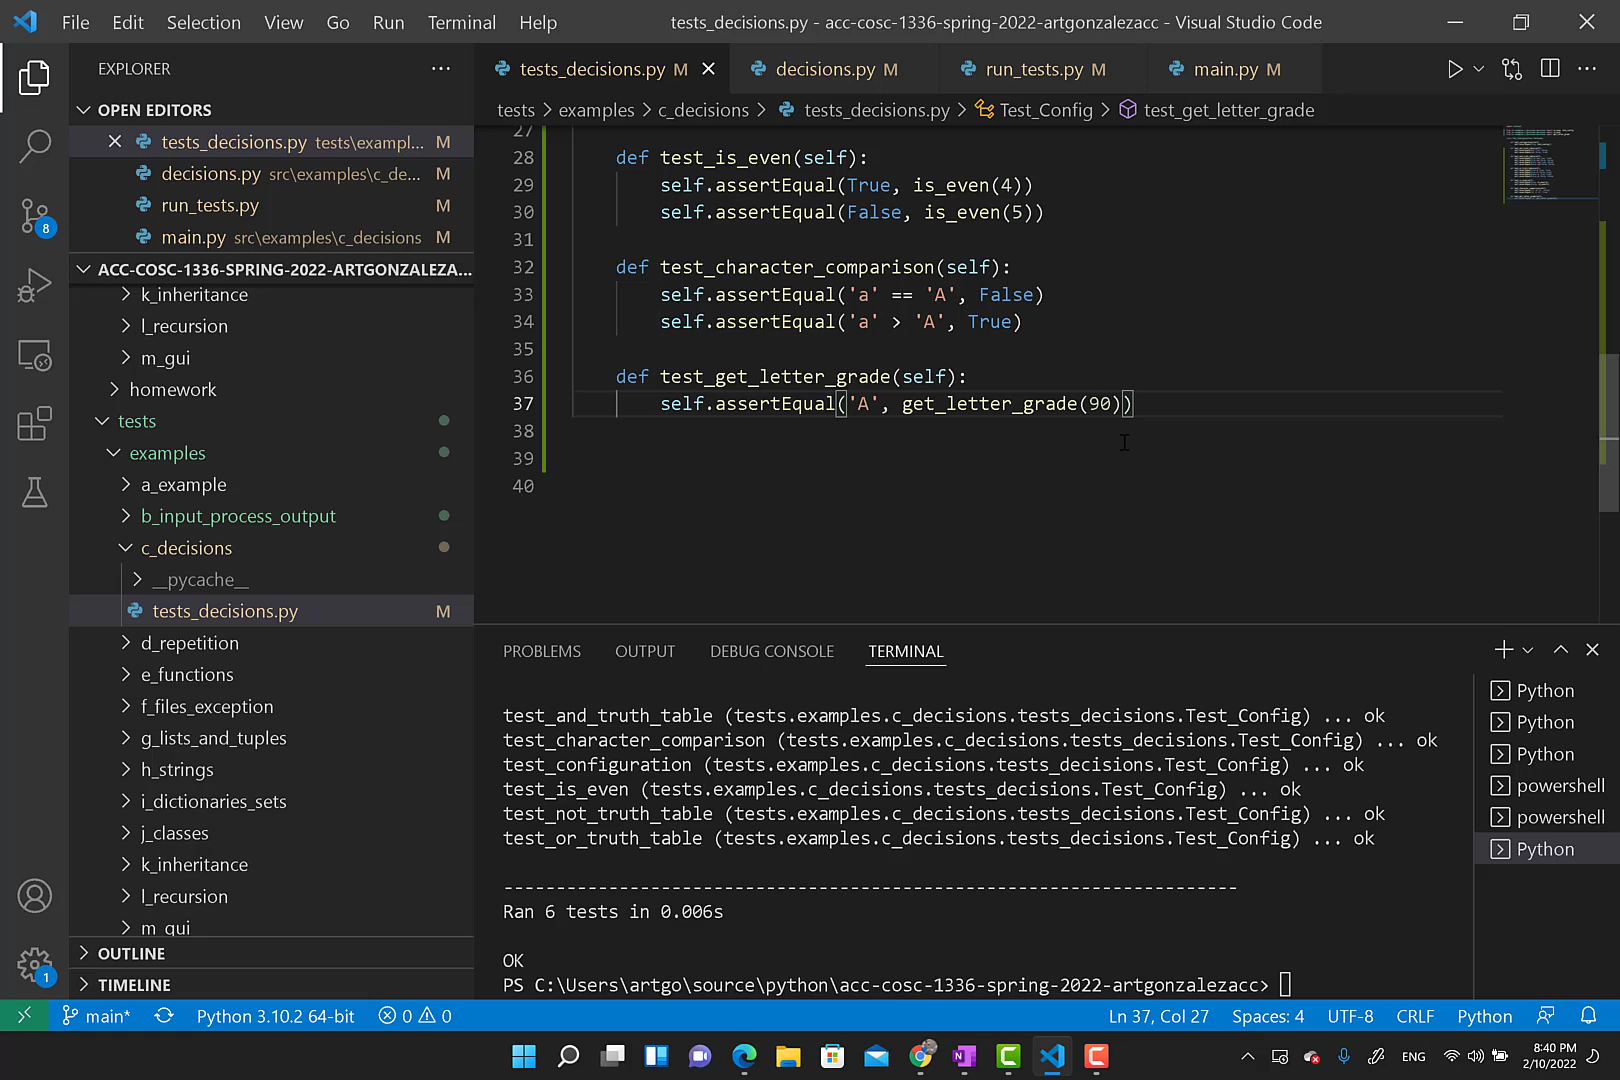 File Edit Selection View Go Run Terminal Help
tests_decisions.py - acc-cosc-1336-spring-2022-artgonzalezacc - Visual Studio Code
EXPLORER
OPEN EDITORS
tests_decisions.py tests\exampl... M
decisions.py src\examples\c_de... M
run_tests.py M
main.py src\examples\c_decisions M
ACC-COSC-1336-SPRING-2022-ARTGONZALEZA...
k_inheritance
l_recursion
m_gui
homework
tests
examples
a_example
b_input_process_output
c_decisions
__pycache__
tests_decisions.py M
d_repetition
e_functions
f_files_exception
g_lists_and_tuples
h_strings
i_dictionaries_sets
j_classes
k_inheritance
l_recursion
m_gui
OUTLINE
TIMELINE
8
1
tests_decisions.py M decisions.py M run_tests.py M main.py M
tests > examples > c_decisions > tests_decisions.py > Test_Config > test_get_letter_grade
27
28 def test_is_even(self):
29 self.assertEqual(True, is_even(4))
30 self.assertEqual(False, is_even(5))
31
32 def test_character_comparison(self):
33 self.assertEqual('a' == 'A', False)
34 self.assertEqual('a' > 'A', True)
35
36 def test_get_letter_grade(self):
37 self.assertEqual('A', get_letter_grade(90))
38
39
40
PROBLEMS OUTPUT DEBUG CONSOLE TERMINAL
test_and_truth_table (tests.examples.c_decisions.tests_decisions.Test_Config) ... ok
test_character_comparison (tests.examples.c_decisions.tests_decisions.Test_Config) ... ok
test_configuration (tests.examples.c_decisions.tests_decisions.Test_Config) ... ok
test_is_even (tests.examples.c_decisions.tests_decisions.Test_Config) ... ok
test_not_truth_table (tests.examples.c_decisions.tests_decisions.Test_Config) ... ok
test_or_truth_table (tests.examples.c_decisions.tests_decisions.Test_Config) ... ok
----------------------------------------------------------------------
Ran 6 tests in 0.006s
OK
PS C:\Users\artgo\source\python\acc-cosc-1336-spring-2022-artgonzalezacc>
Python
Python
Python
powershell
powershell
Python
main* Python 3.10.2 64-bit 0 0 Ln 37, Col 27 Spaces: 4 UTF-8 CRLF Python
ENG
8:40 PM
2/10/2022